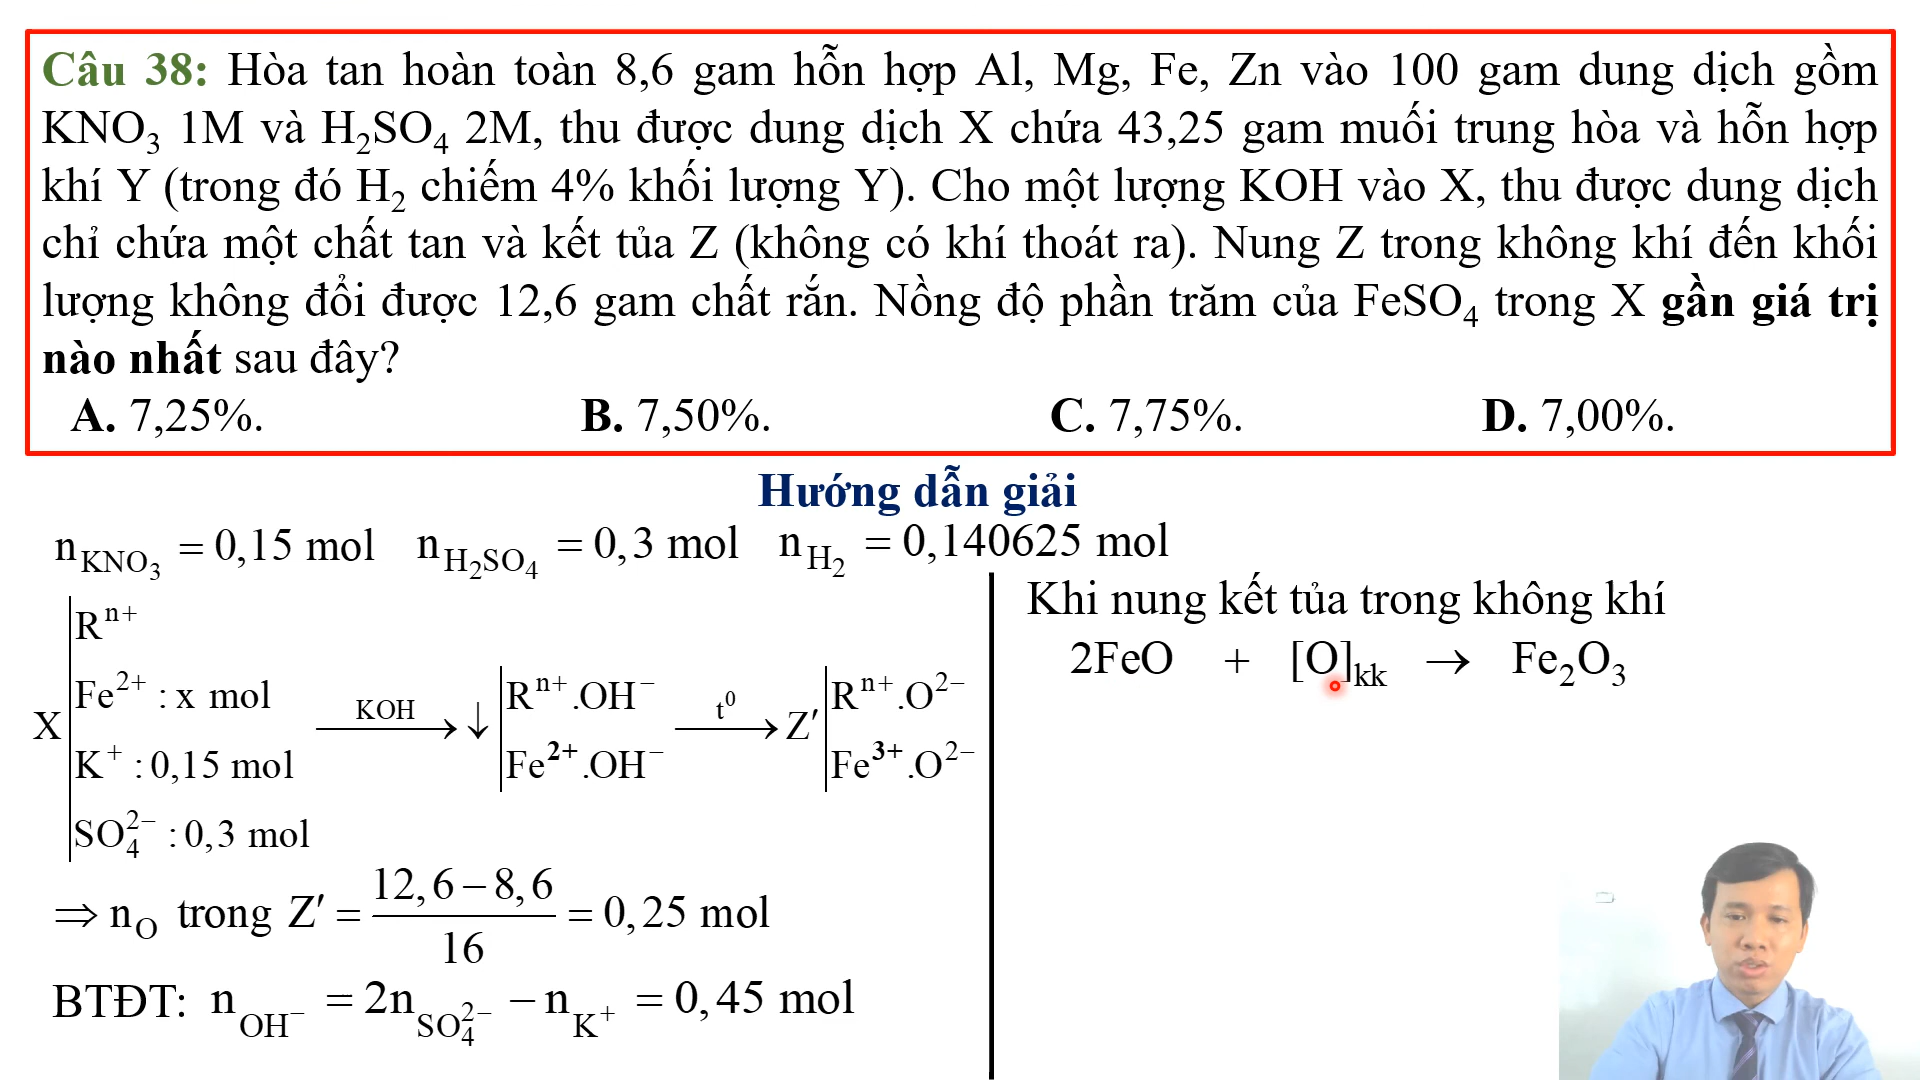 Câu 38: Hòa tan hoàn toàn 8,6 gam hỗn hợp Al, Mg, Fe, Zn vào 100 gam dung dịch gồm
KNO₃ 1M và H₂SO₄ 2M, thu được dung dịch X chứa 43,25 gam muối trung hòa và hỗn hợp
khí Y (trong đó H₂ chiếm 4% khối lượng Y). Cho một lượng KOH vào X, thu được dung dịch
chỉ chứa một chất tan và kết tủa Z (không có khí thoát ra). Nung Z trong không khí đến khối
lượng không đổi được 12,6 gam chất rắn. Nồng độ phần trăm của FeSO₄ trong X gần giá trị
nào nhất sau đây?
A. 7,25%. B. 7,50%. C. 7,75%. D. 7,00%.
Hướng dẫn giải
n_KNO₃ = 0,15 mol n_H₂SO₄ = 0,3 mol n_H₂ = 0,140625 mol
X | Rⁿ⁺
Fe²⁺ : x mol
K⁺ : 0,15 mol
SO₄²⁻ : 0,3 mol
KOH → ↓ | Rⁿ⁺.OH⁻
Fe²⁺.OH⁻
t⁰ → Z′ | Rⁿ⁺.O²⁻
Fe³⁺.O²⁻
⇒ n_O trong Z′ = (12,6 − 8,6)/16 = 0,25 mol
BTĐT: n_OH⁻ = 2n_SO₄²⁻ − n_K⁺ = 0,45 mol
Khi nung kết tủa trong không khí
2FeO + [O]kk → Fe₂O₃